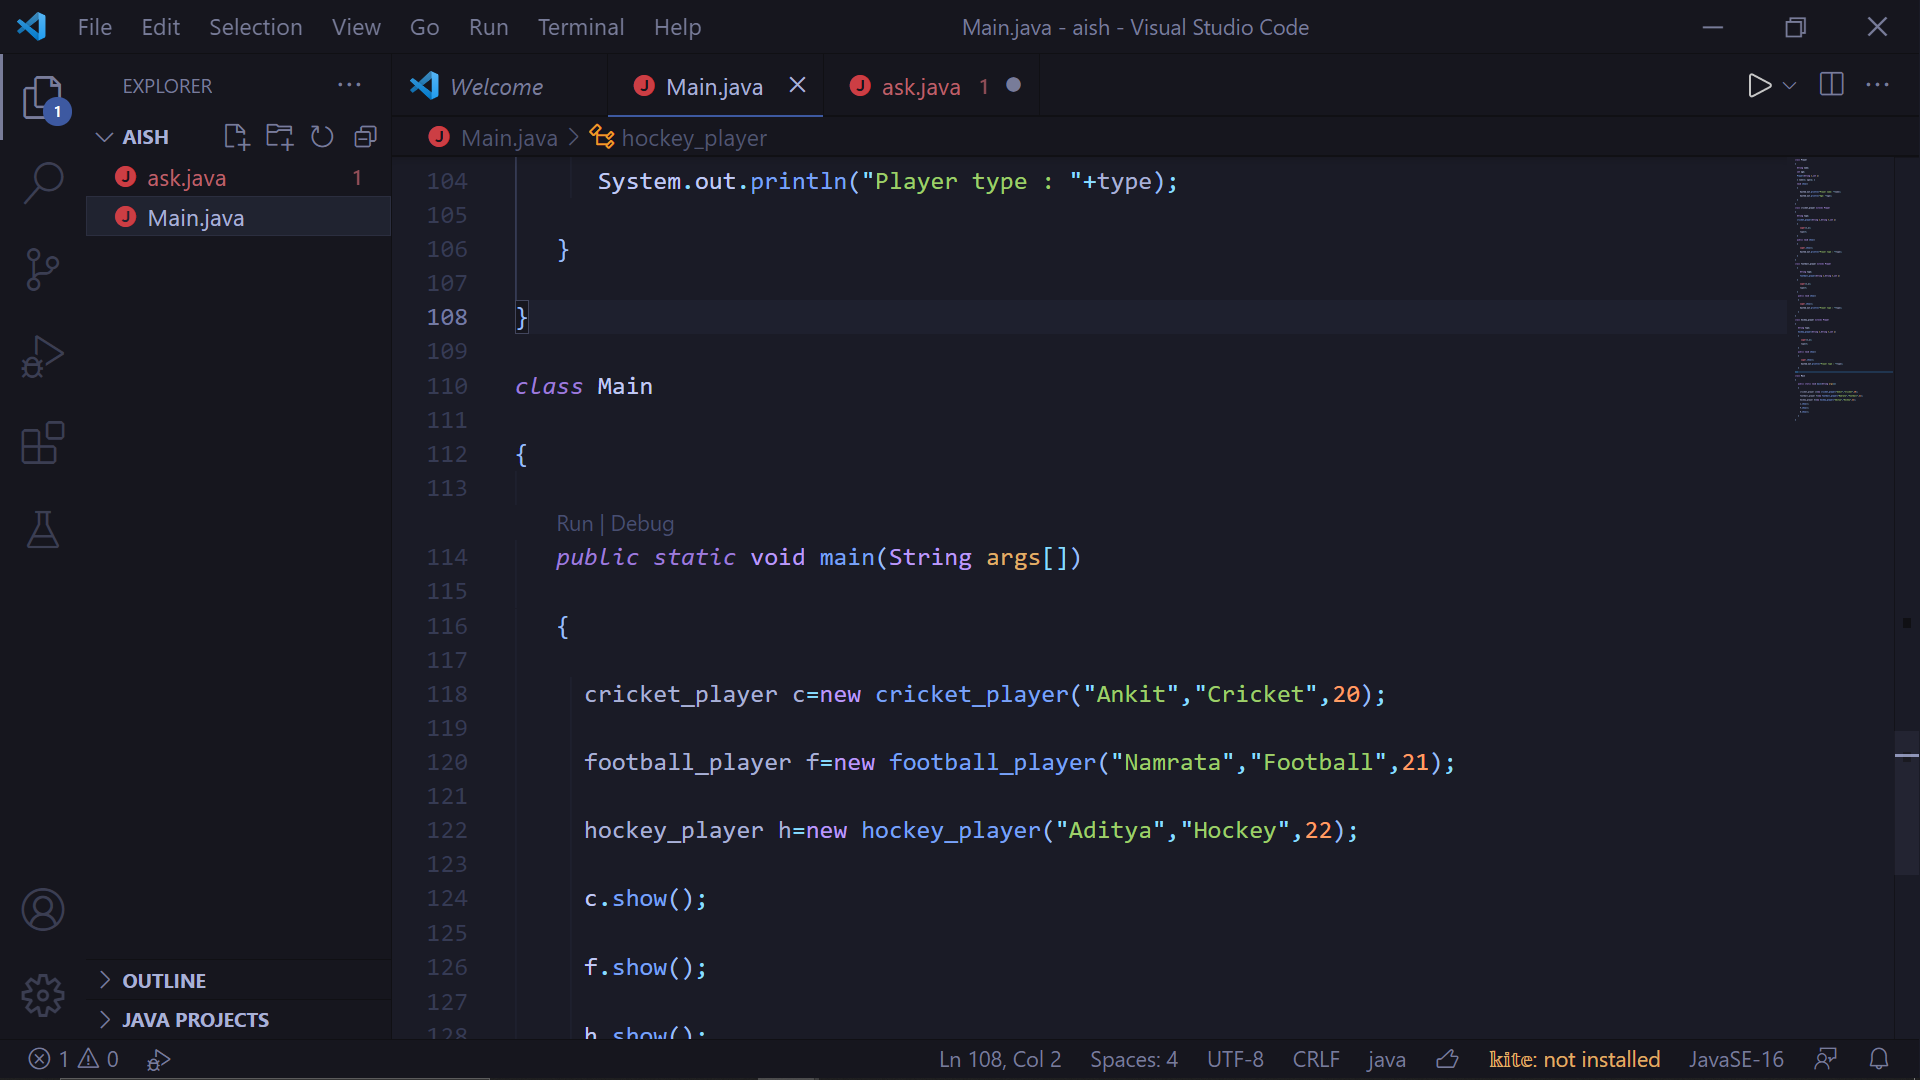 File Edit Selection View Go Run Terminal Help
Main.java - aish - Visual Studio Code
EXPLORER
AISH
ask.java 1
Main.java
OUTLINE
JAVA PROJECTS
1
Welcome
Main.java
ask.java 1
Main.java > hockey_player
104 System.out.println("Player type : "+type);
105
106 }
107
108 }
109
110 class Main
111
112 {
113
Run | Debug
114 public static void main(String args[])
115
116 {
117
118 cricket_player c=new cricket_player("Ankit","Cricket",20);
119
120 football_player f=new football_player("Namrata","Football",21);
121
122 hockey_player h=new hockey_player("Aditya","Hockey",22);
123
124 c.show();
125
126 f.show();
127
128 h.show();
1 0
Ln 108, Col 2 Spaces: 4 UTF-8 CRLF java kite: not installed JavaSE-16